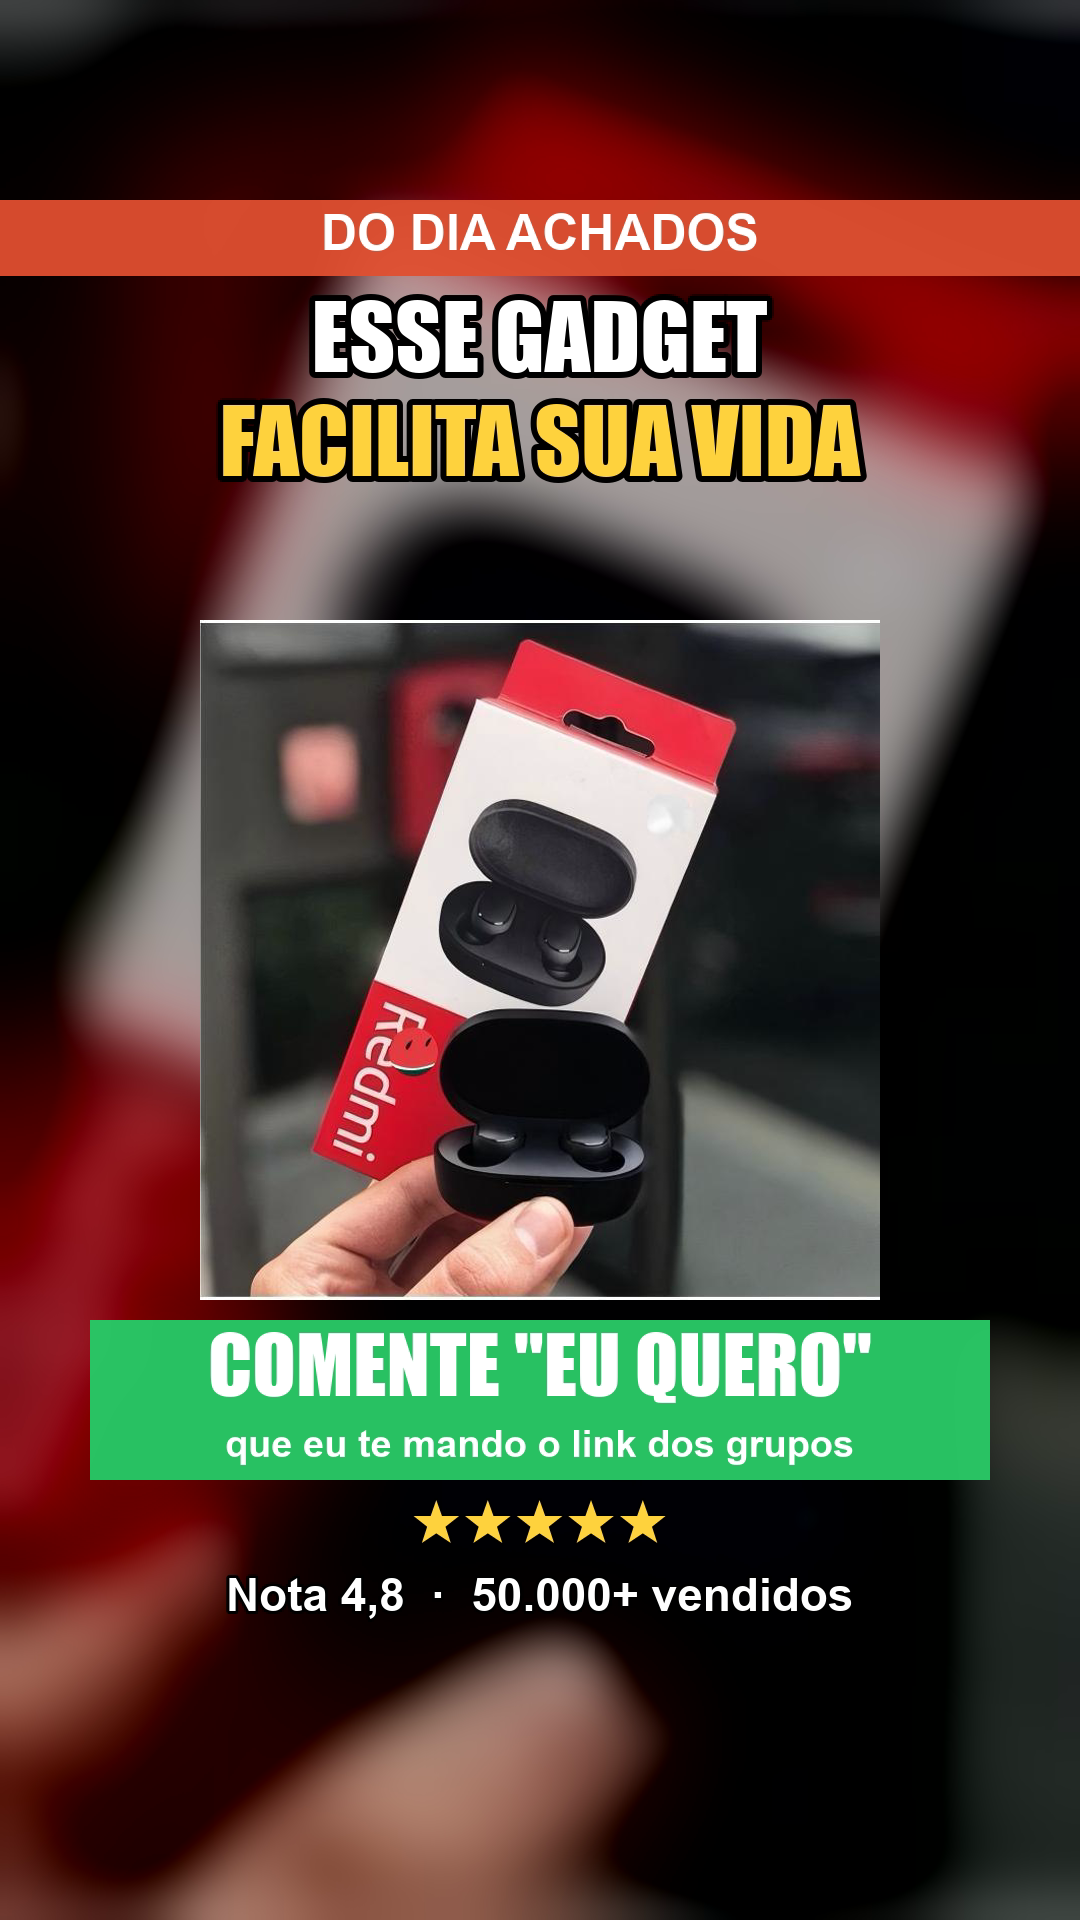 DO DIA ACHADOS
ESSE GADGET
FACILITA SUA VIDA
Redmi
COMENTE "EU QUERO"
que eu te mando o link dos grupos
Nota 4,8 · 50.000+ vendidos